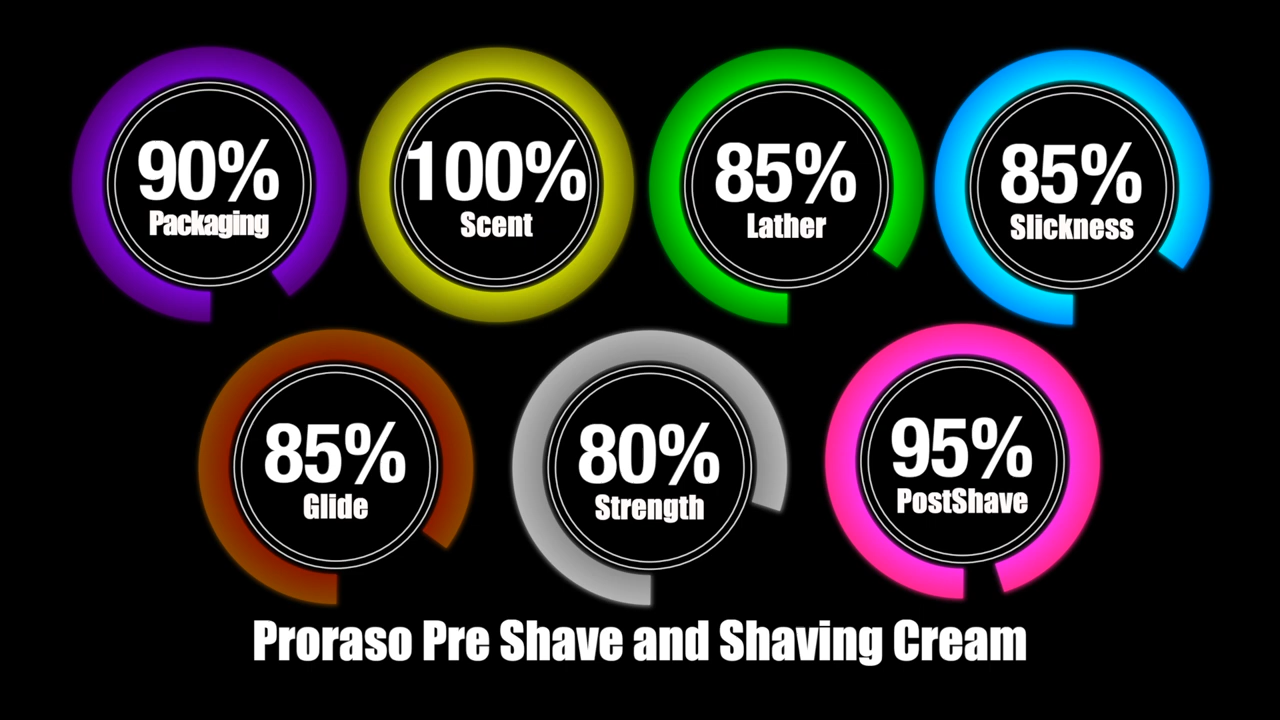 90%
Packaging
100%
Scent
85%
Lather
85%
Slickness
85%
Glide
80%
Strength
95%
PostShave
Proraso Pre Shave and Shaving Cream